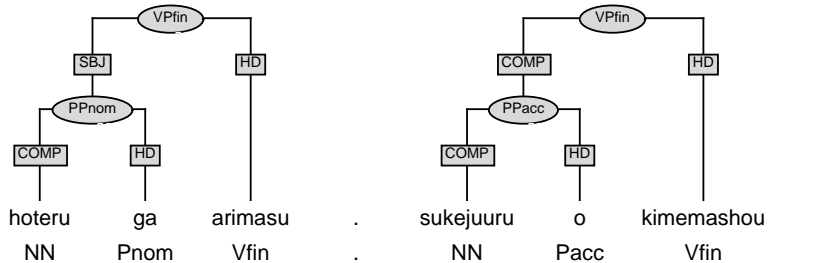 VPfin VPfin
SBJ HD COMP HD
PPnom PPacc
COMP HD COMP HD
hoteru ga arimasu . sukejuuru o kimemashou
NN Pnom Vfin . NN Pacc Vfin